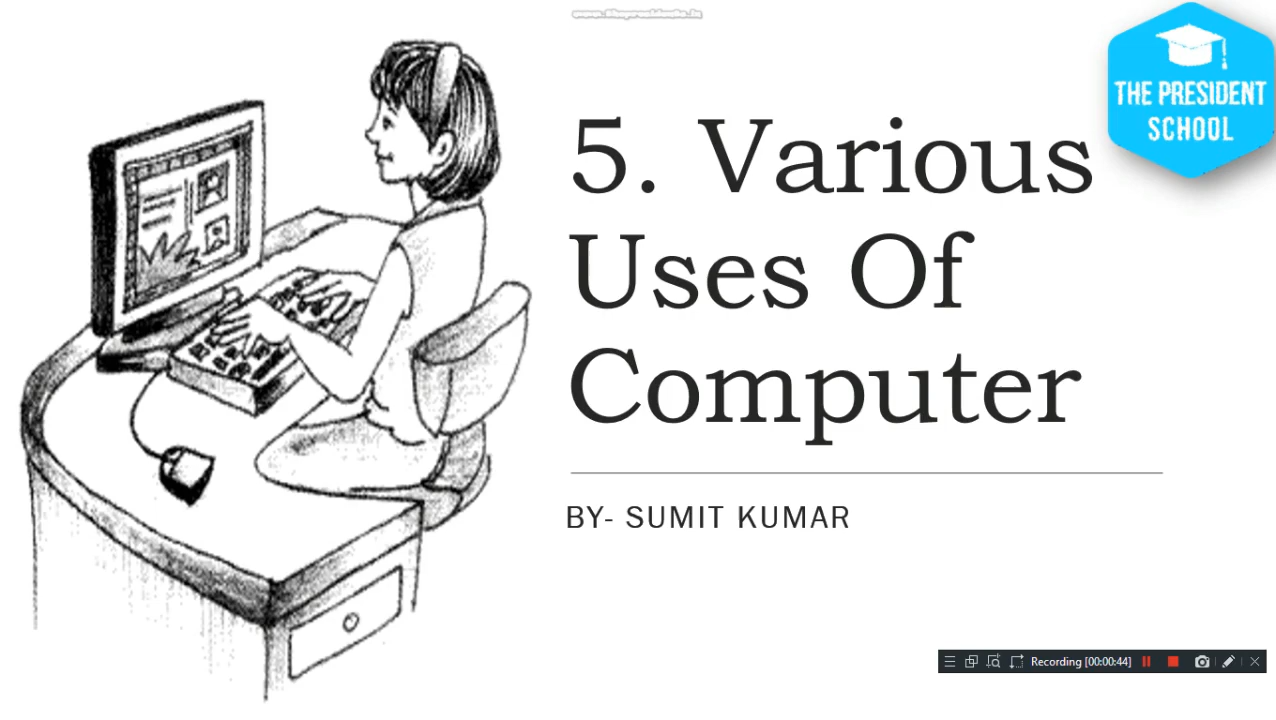 THE PRESIDENT
SCHOOL
5. Various
Uses Of
Computer
BY- SUMIT KUMAR
Recording [00:00:44]